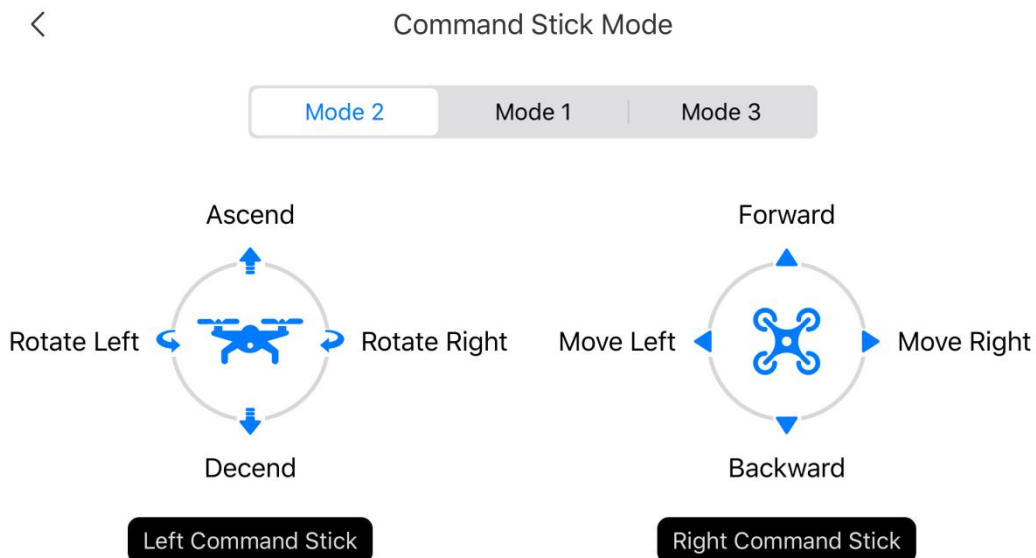 Command Stick Mode
Mode 2 Mode 1 Mode 3
Ascend
Rotate Left Rotate Right
Decend
Left Command Stick
Forward
Move Left Move Right
Backward
Right Command Stick